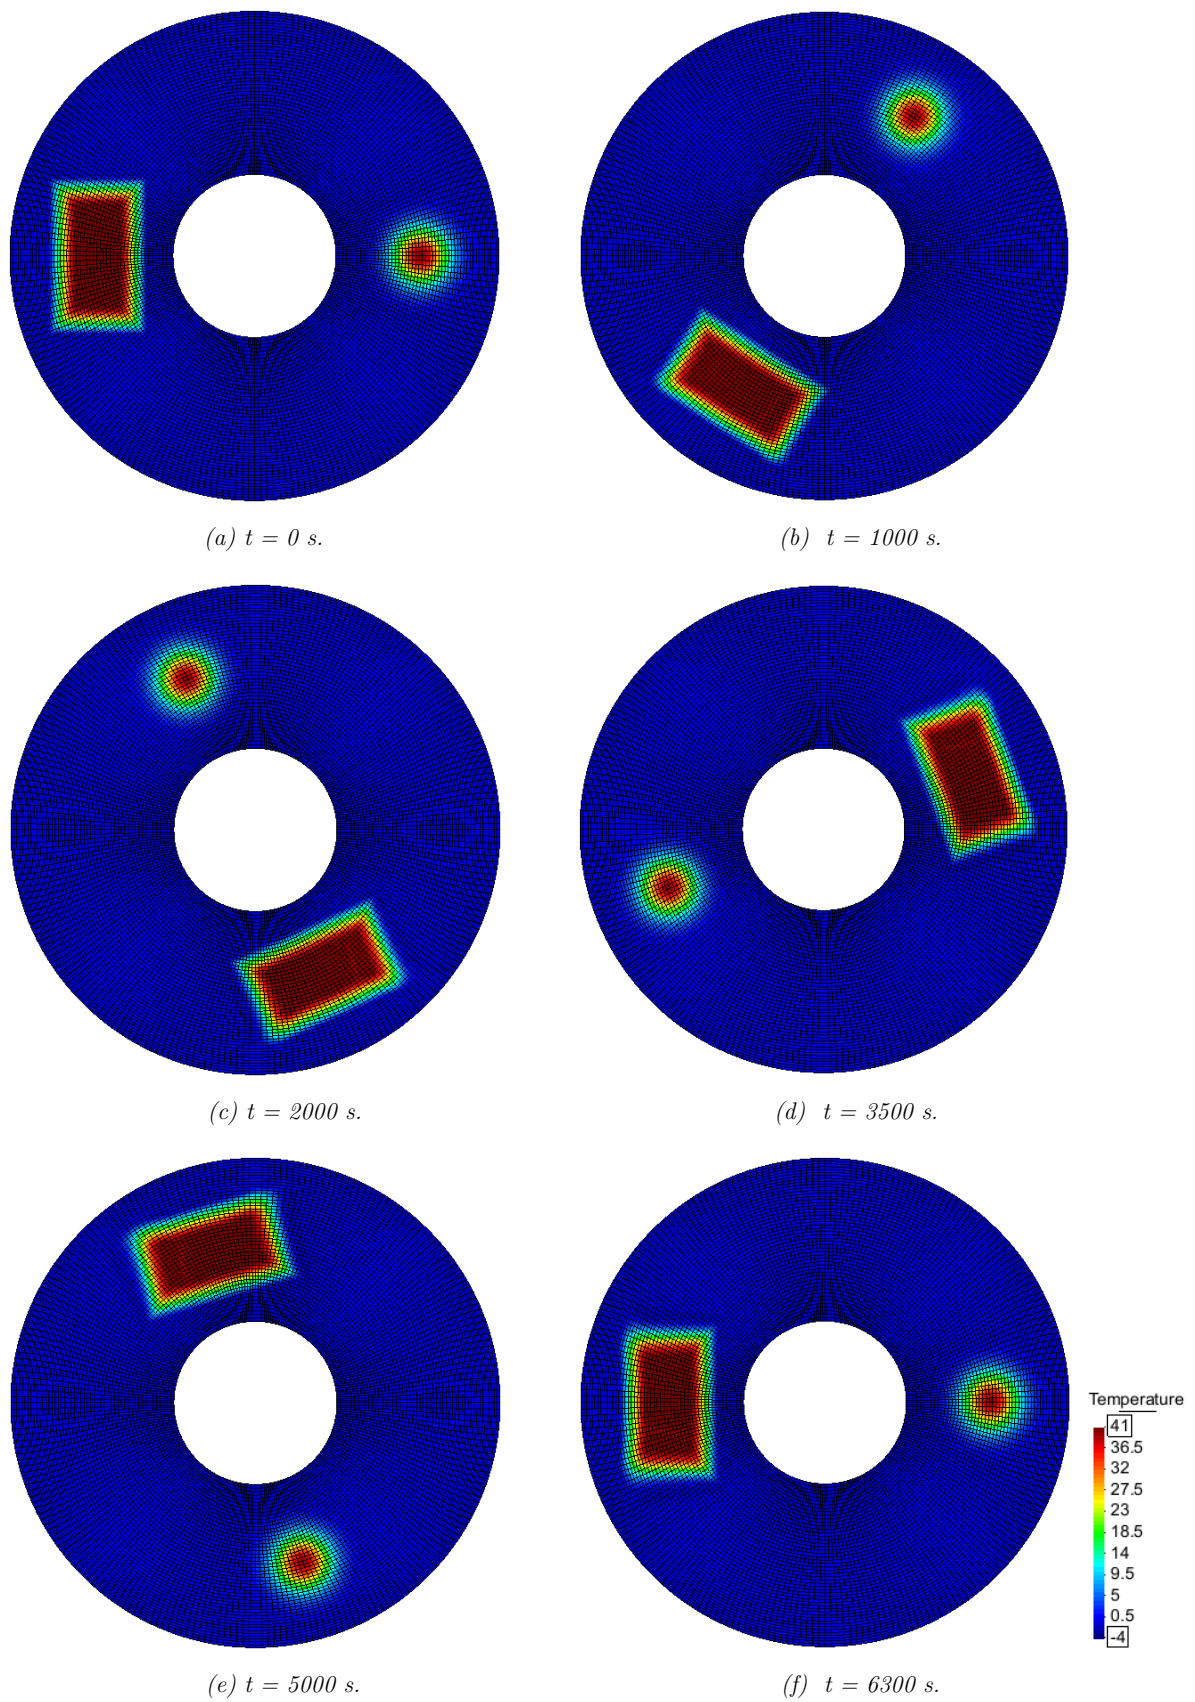 (a) t = 0 s.
(b) t = 1000 s.
(c) t = 2000 s.
(d) t = 3500 s.
Temperature
41
36.5
32
27.5
23
18.5
14
9.5
5
0.5
-4
(e) t = 5000 s.
(f) t = 6300 s.